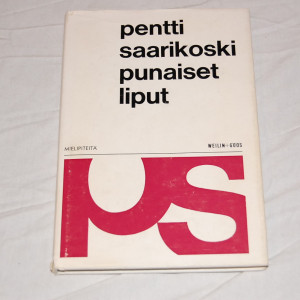 pentti
saarikoski
punaiset
liput
MIELIPITEITÄ
WEILIN+GÖÖS
ps